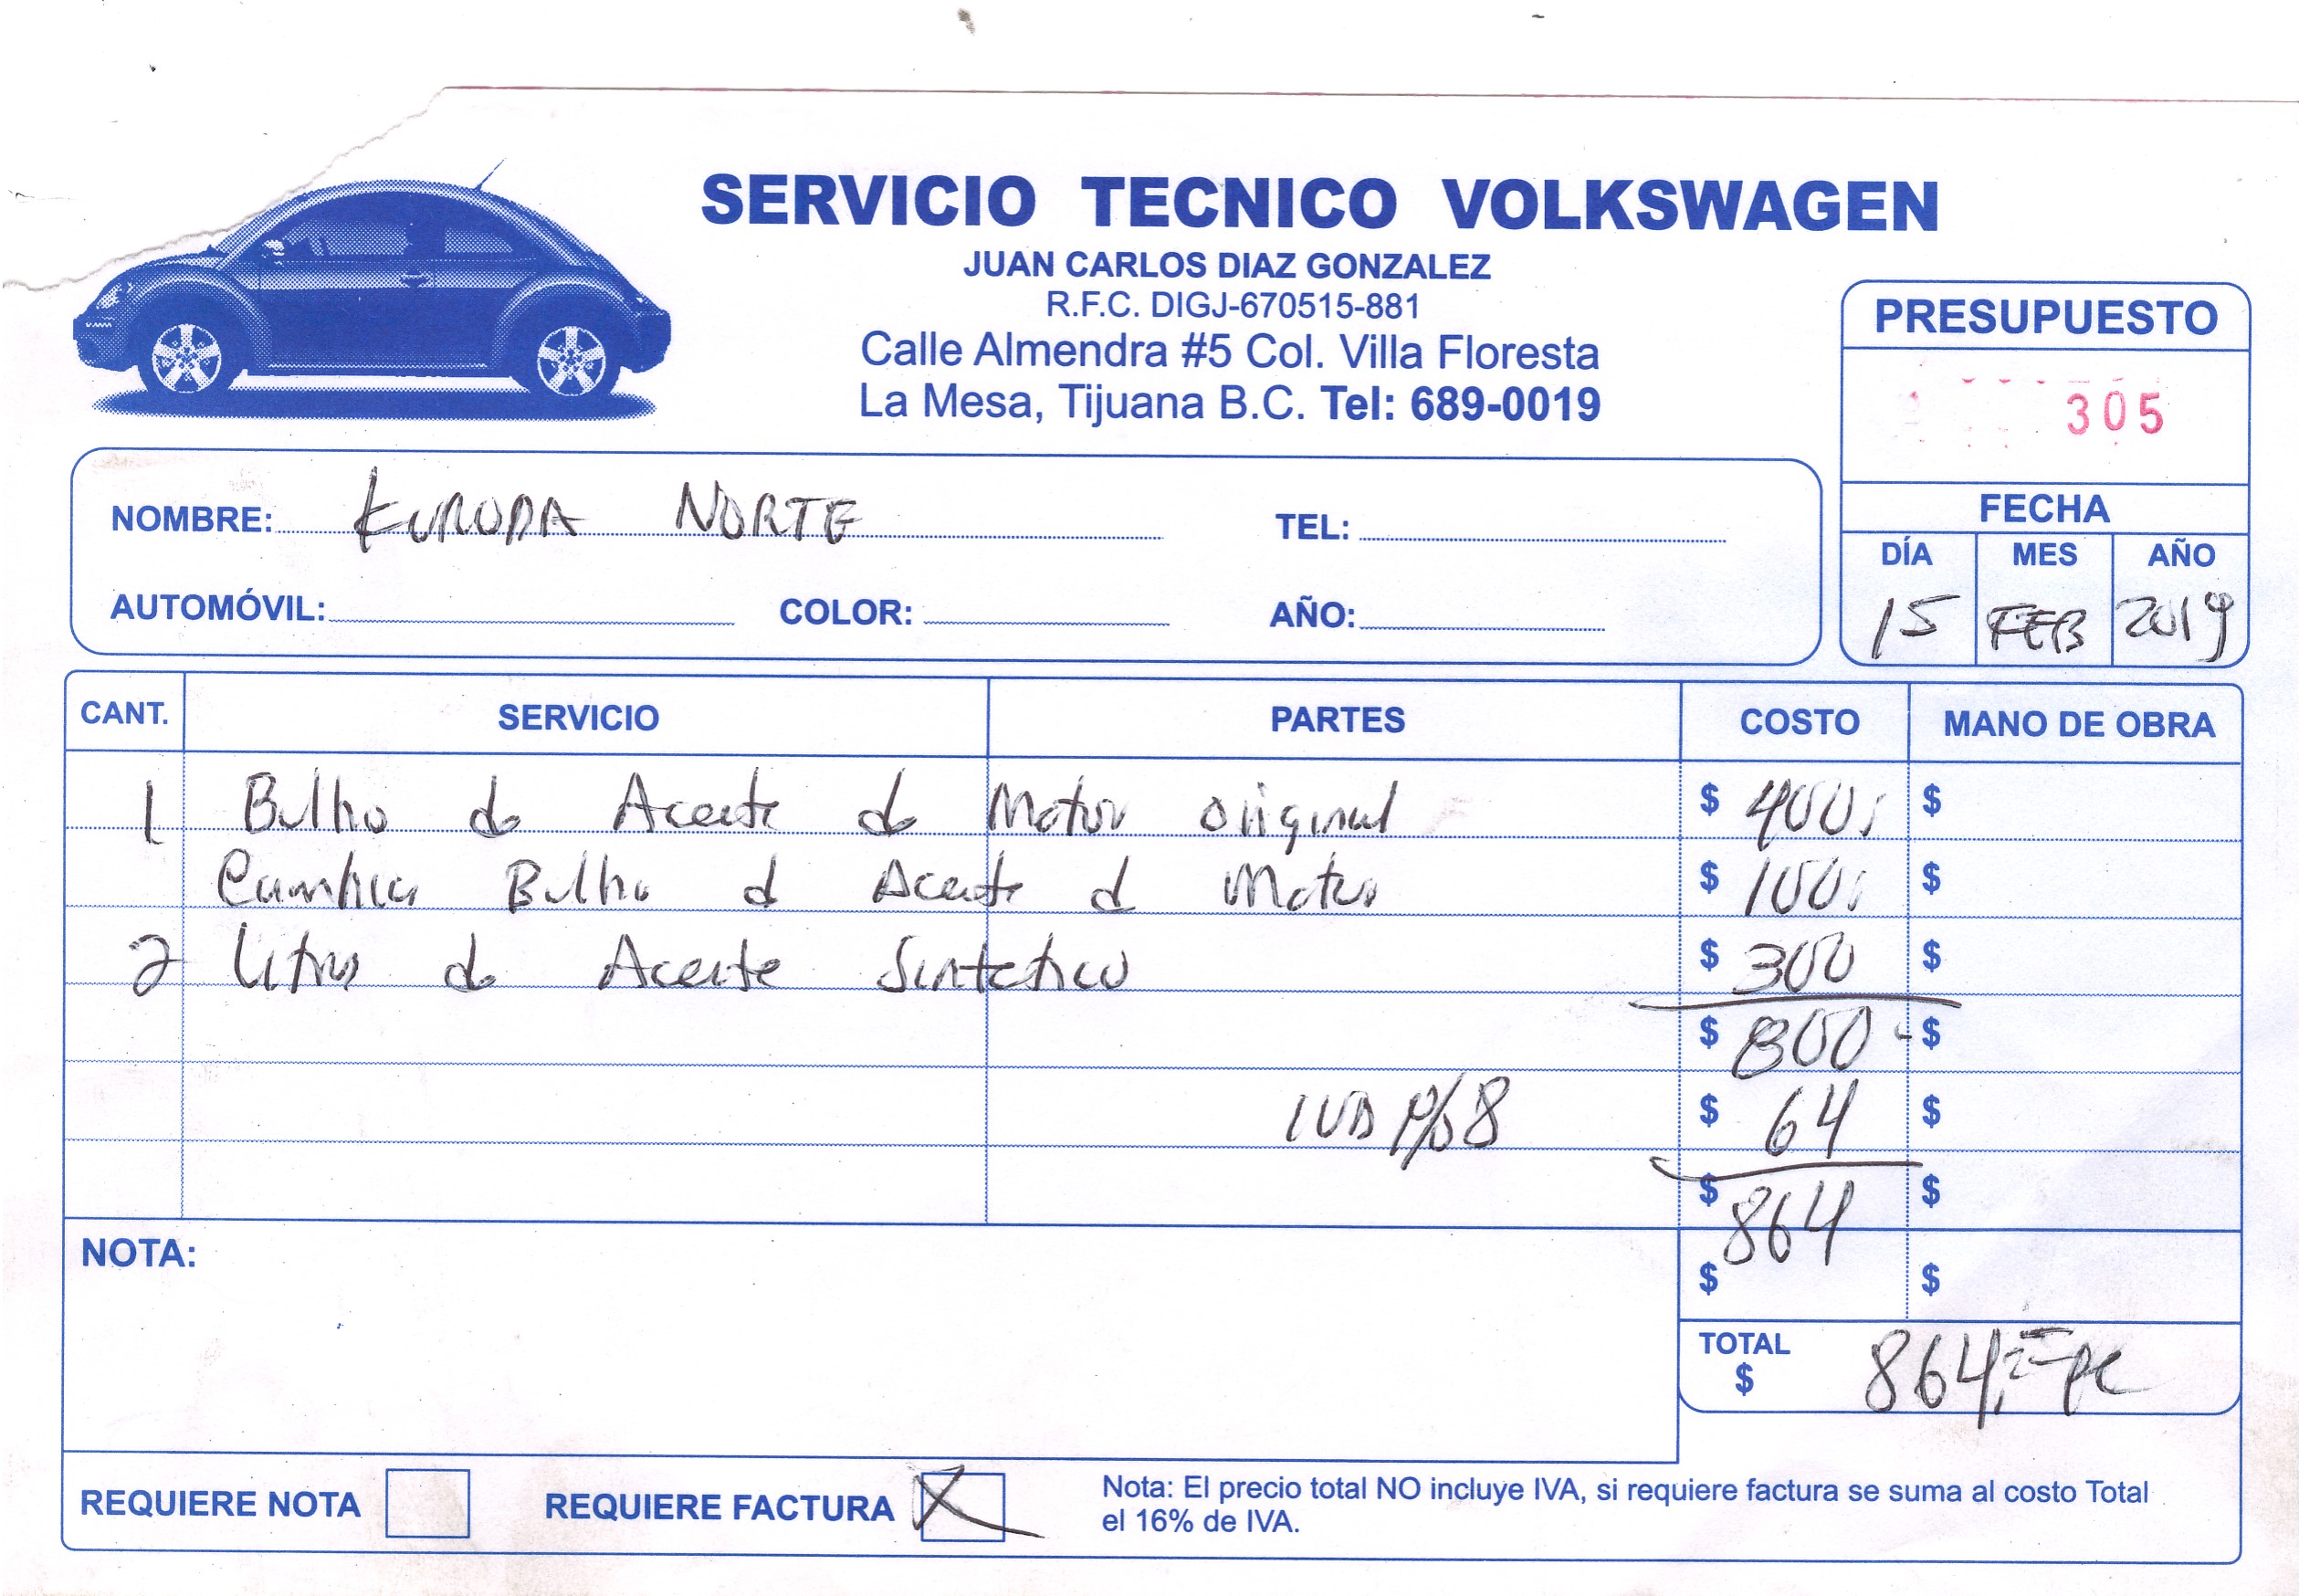 SERVICIO TECNICO VOLKSWAGEN
JUAN CARLOS DIAZ GONZALEZ
R.F.C. DIGJ-670515-881
Calle Almendra #5 Col. Villa Floresta
La Mesa, Tijuana B.C. Tel: 689-0019
PRESUPUESTO
305
FECHA
DÍA MES AÑO
15 FEB 2019
NOMBRE: KURODA NORTE TEL:
AUTOMÓVIL: COLOR: AÑO:
CANT. SERVICIO PARTES COSTO MANO DE OBRA
1 Bulbo de Aceite de Motor original $ 400 $
Cambia Bulbo d Aceite d Motor $ 100 $
2 Litros de Aceite Sintetico $ 300 $
$ 800 - $
IVA 8 $ 64 $
$ 864 $
NOTA: $ $
TOTAL
$ 864
REQUIERE NOTA REQUIERE FACTURA X
Nota: El precio total NO incluye IVA, si requiere factura se suma al costo Total
el 16% de IVA.